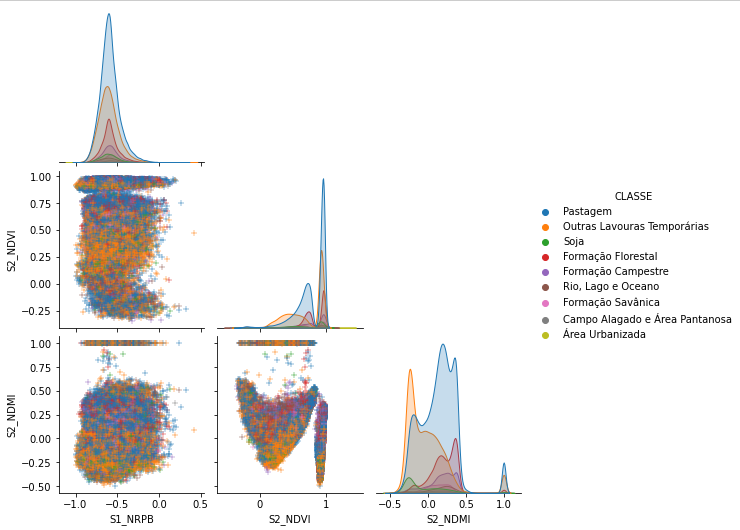 1.00
0.75
0.50
0.25
0.00
−0.25
S2_NDVI
1.00
0.75
0.50
0.25
0.00
−0.25
−0.50
S2_NDMI
−1.0 −0.5 0.0 0.5
S1_NRPB
0 1
S2_NDVI
−0.5 0.0 0.5 1.0
S2_NDMI
CLASSE
Pastagem
Outras Lavouras Temporárias
Soja
Formação Florestal
Formação Campestre
Rio, Lago e Oceano
Formação Savânica
Campo Alagado e Área Pantanosa
Área Urbanizada